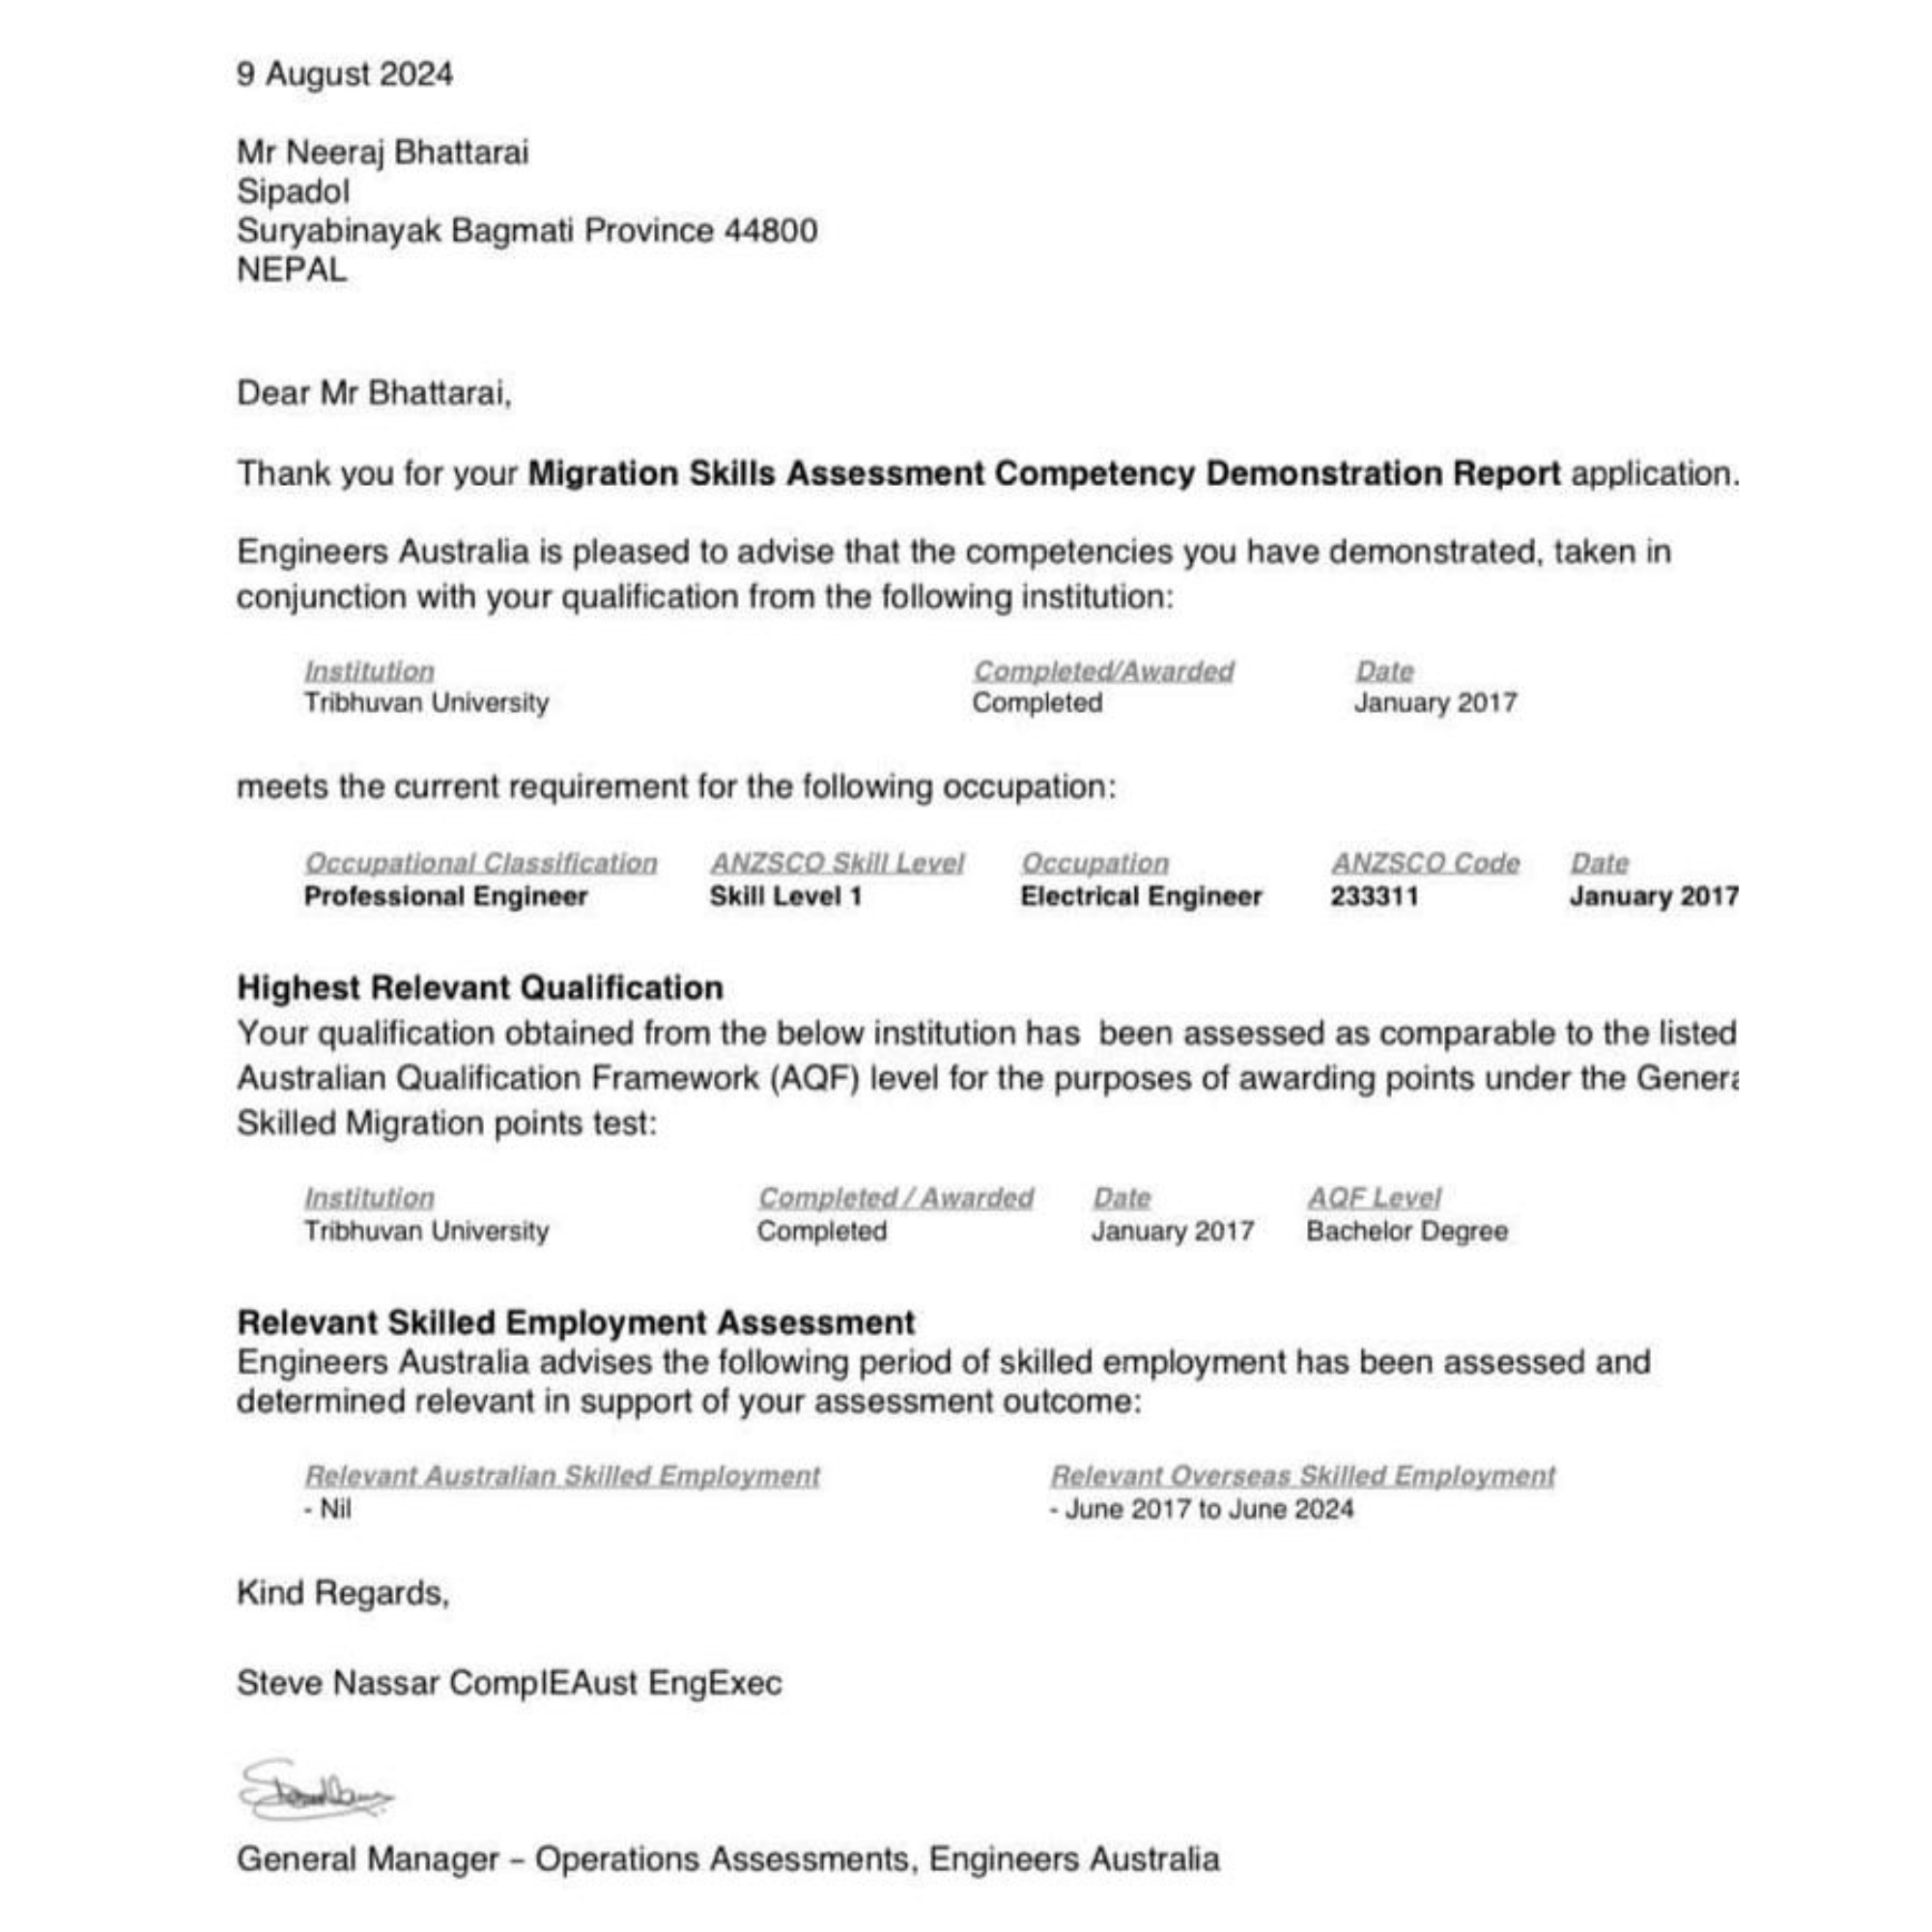 9 August 2024
Mr Neeraj Bhattarai
Sipadol
Suryabinayak Bagmati Province 44800
NEPAL
Dear Mr Bhattarai,
Thank you for your Migration Skills Assessment Competency Demonstration Report application.
Engineers Australia is pleased to advise that the competencies you have demonstrated, taken in
conjunction with your qualification from the following institution:
Institution Completed/Awarded Date
Tribhuvan University Completed January 2017
meets the current requirement for the following occupation:
Occupational Classification ANZSCO Skill Level Occupation ANZSCO Code Date
Professional Engineer Skill Level 1 Electrical Engineer 233311 January 2017
Highest Relevant Qualification
Your qualification obtained from the below institution has been assessed as comparable to the listed
Australian Qualification Framework (AQF) level for the purposes of awarding points under the Genera
Skilled Migration points test:
Institution Completed / Awarded Date AQF Level
Tribhuvan University Completed January 2017 Bachelor Degree
Relevant Skilled Employment Assessment
Engineers Australia advises the following period of skilled employment has been assessed and
determined relevant in support of your assessment outcome:
Relevant Australian Skilled Employment Relevant Overseas Skilled Employment
- Nil - June 2017 to June 2024
Kind Regards,
Steve Nassar CompIEAust EngExec
General Manager – Operations Assessments, Engineers Australia